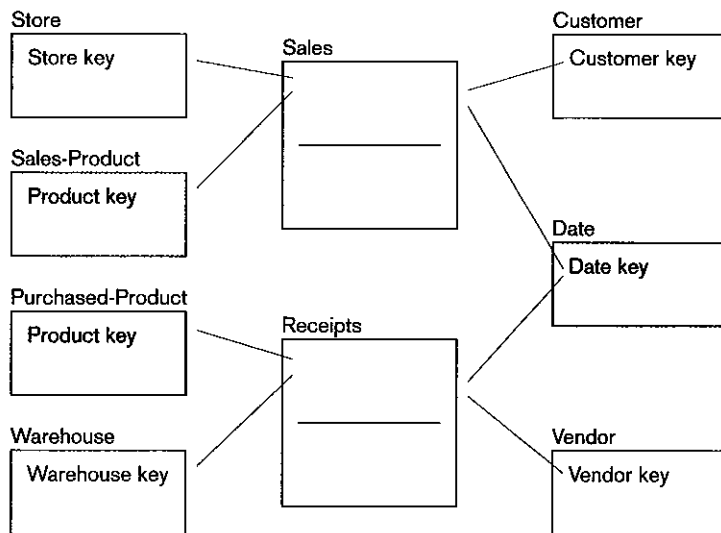 Store
Store key
Sales
Customer
Customer key
Sales-Product
Product key
Date
Date key
Purchased-Product
Product key
Receipts
Warehouse
Warehouse key
Vendor
Vendor key